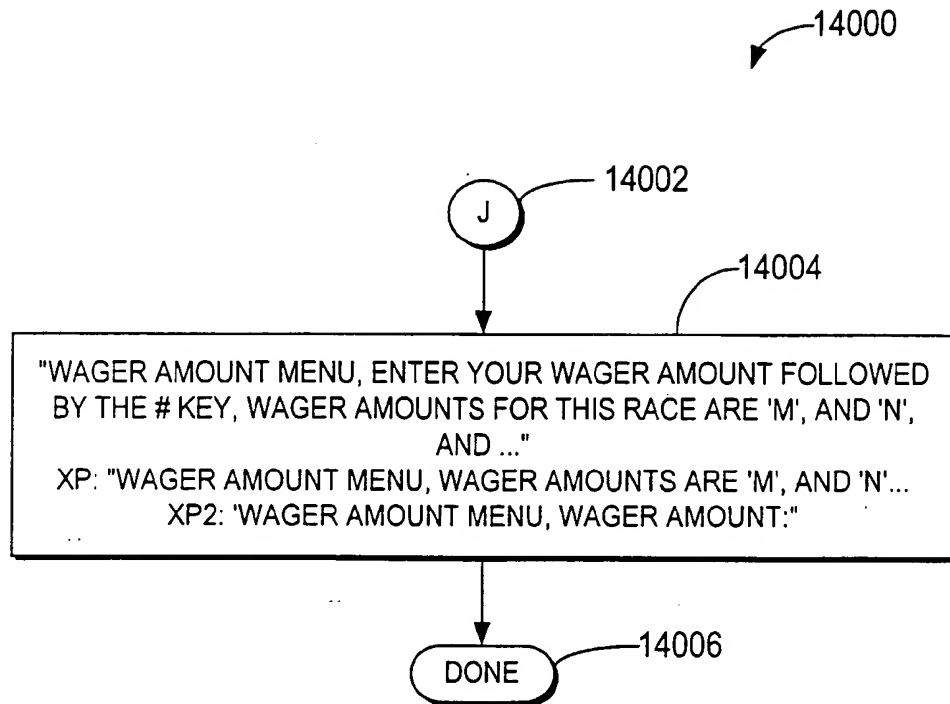 14000
J
14002
14004
"WAGER AMOUNT MENU, ENTER YOUR WAGER AMOUNT FOLLOWED
BY THE # KEY, WAGER AMOUNTS FOR THIS RACE ARE 'M', AND 'N',
AND ..."
XP: "WAGER AMOUNT MENU, WAGER AMOUNTS ARE 'M', AND 'N'...
XP2: 'WAGER AMOUNT MENU, WAGER AMOUNT:"
DONE
14006